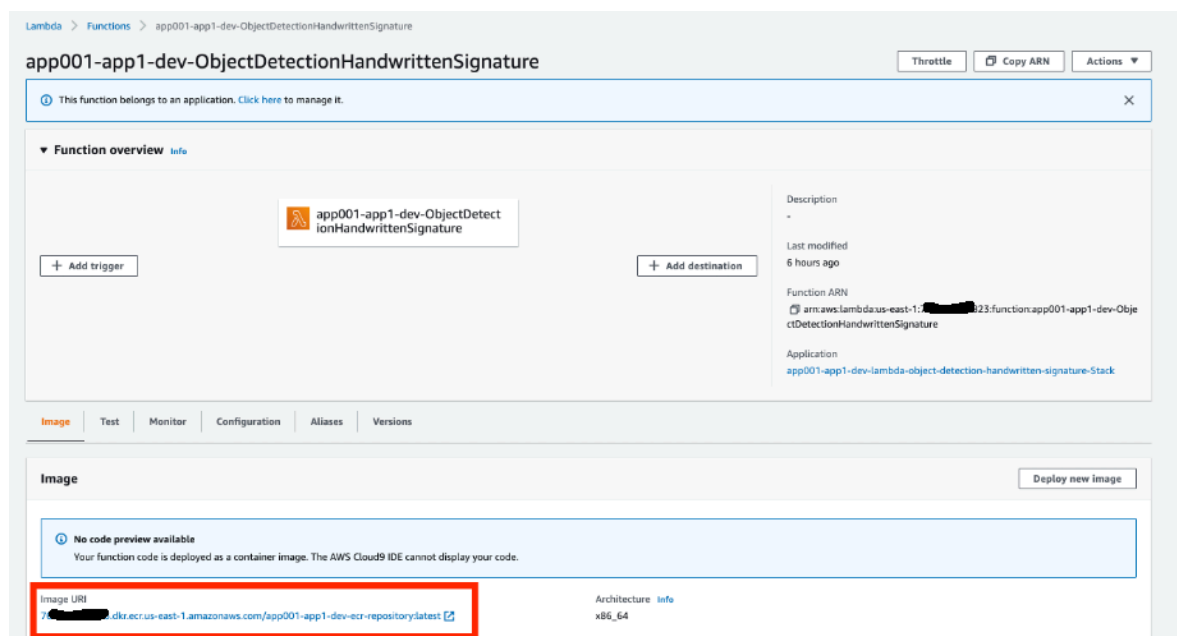 Lambda > Functions > app001-app1-dev-ObjectDetectionHandwrittenSignature
app001-app1-dev-ObjectDetectionHandwrittenSignature
Throttle
Copy ARN
Actions ▼
This function belongs to an application. Click here to manage it.
▼ Function overview Info
app001-app1-dev-ObjectDetect
ionHandwrittenSignature
+ Add trigger
+ Add destination
Description
-
Last modified
6 hours ago
Function ARN
arn:aws:lambda:us-east-1:7 823:function:app001-app1-dev-Obje
ctDetectionHandwrittenSignature
Application
app001-app1-dev-lambda-object-detection-handwritten-signature-Stack
Image
Test
Monitor
Configuration
Aliases
Versions
Image
Deploy new image
No code preview available
Your function code is deployed as a container image. The AWS Cloud9 IDE cannot display your code.
Image URI
.dkr.ecr.us-east-1.amazonaws.com/app001-app1-dev-ecr-repository:latest
Architecture Info
x86_64